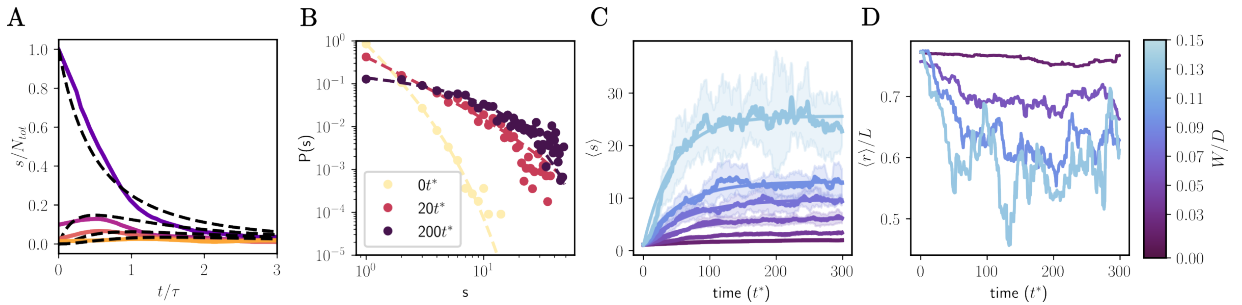 A
1.0
0.8
0.6
0.4
0.2
0.0
s/N_tot
0
1
2
3
t/τ
B
10^0
10^-1
10^-2
10^-3
10^-4
10^-5
P(s)
0t*
20t*
200t*
10^0
10^1
s
C
30
20
10
0
⟨s⟩
0
100
200
300
time (t*)
D
0.7
0.6
0.5
⟨r⟩/L
0
100
200
300
time (t*)
0.15
0.12
0.09
0.07
0.05
0.03
0.00
W/D